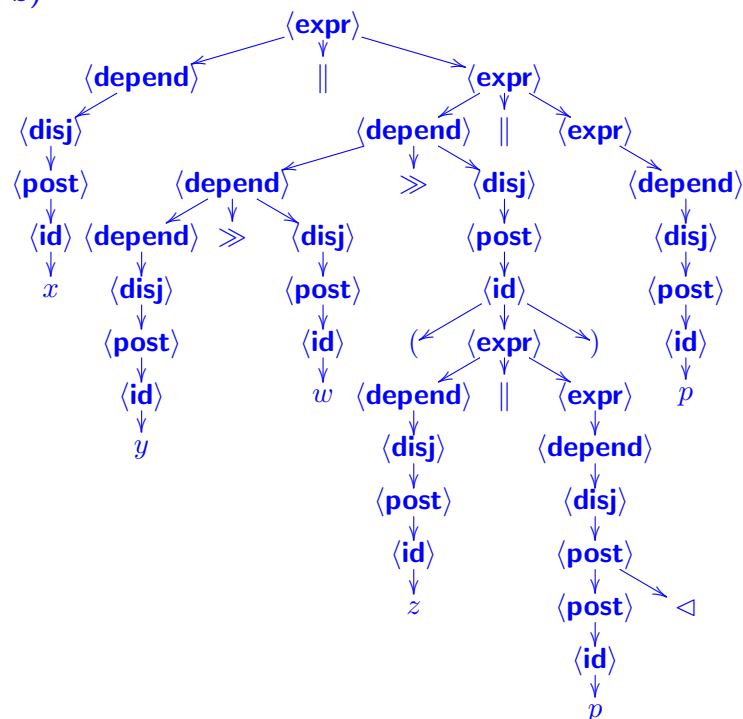 b)
⟨expr⟩
⟨depend⟩ ∥ ⟨expr⟩
⟨disj⟩ ⟨depend⟩ ∥ ⟨expr⟩
⟨post⟩ ⟨depend⟩ ≫ ⟨disj⟩ ⟨depend⟩
⟨id⟩ ⟨depend⟩ ≫ ⟨disj⟩ ⟨post⟩ ⟨disj⟩
x ⟨disj⟩ ⟨post⟩ ⟨id⟩ ⟨post⟩
⟨post⟩ ⟨id⟩ ( ⟨expr⟩ ) ⟨id⟩
⟨id⟩ w ⟨depend⟩ ∥ ⟨expr⟩ p
y ⟨disj⟩ ⟨depend⟩
⟨post⟩ ⟨disj⟩
⟨id⟩ ⟨post⟩
z ⟨post⟩ ◁
⟨id⟩
p